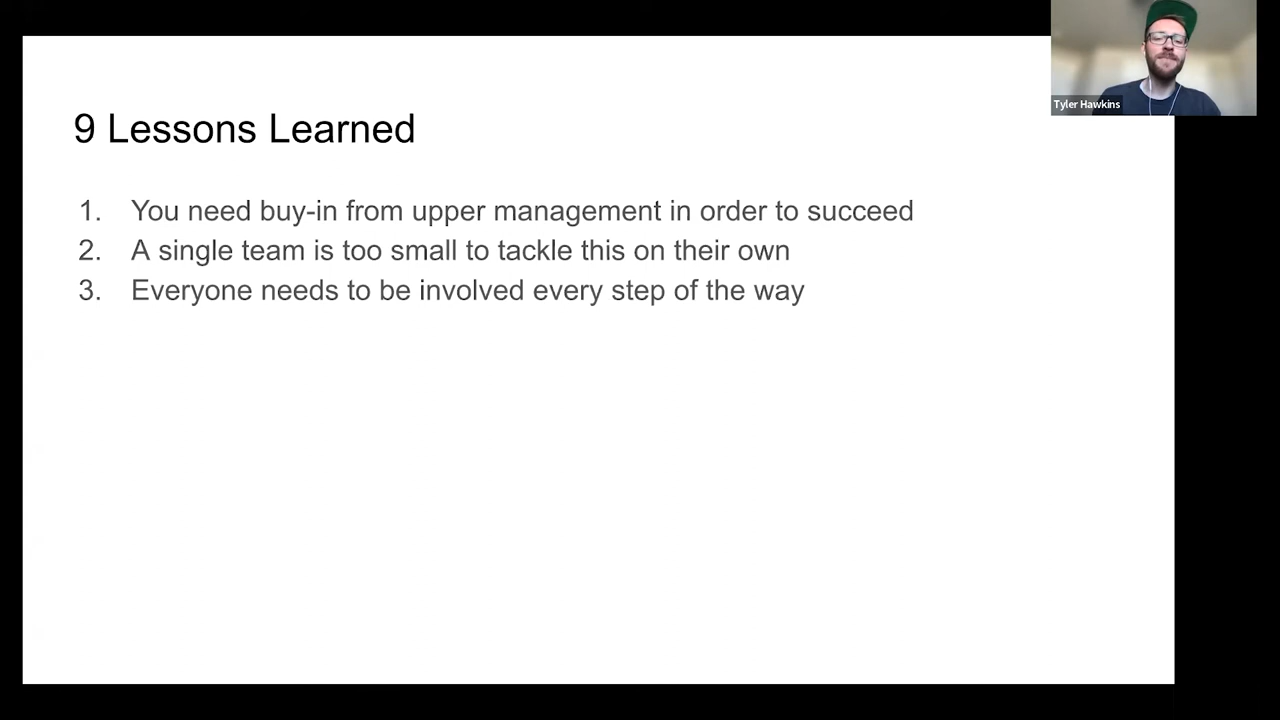 9 Lessons Learned
1. You need buy-in from upper management in order to succeed
2. A single team is too small to tackle this on their own
3. Everyone needs to be involved every step of the way
Tyler Hawkins